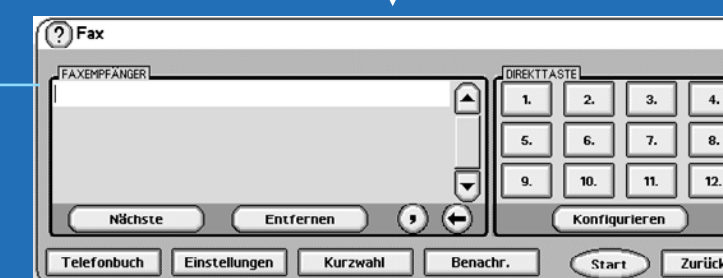 ? Fax
FAXEMPFÄNGER
DIREKTTASTE
1. 2. 3. 4.
5. 6. 7. 8.
9. 10. 11. 12.
Nächste Entfernen , Konfigurieren
Telefonbuch Einstellungen Kurzwahl Benachr. Start Zurück